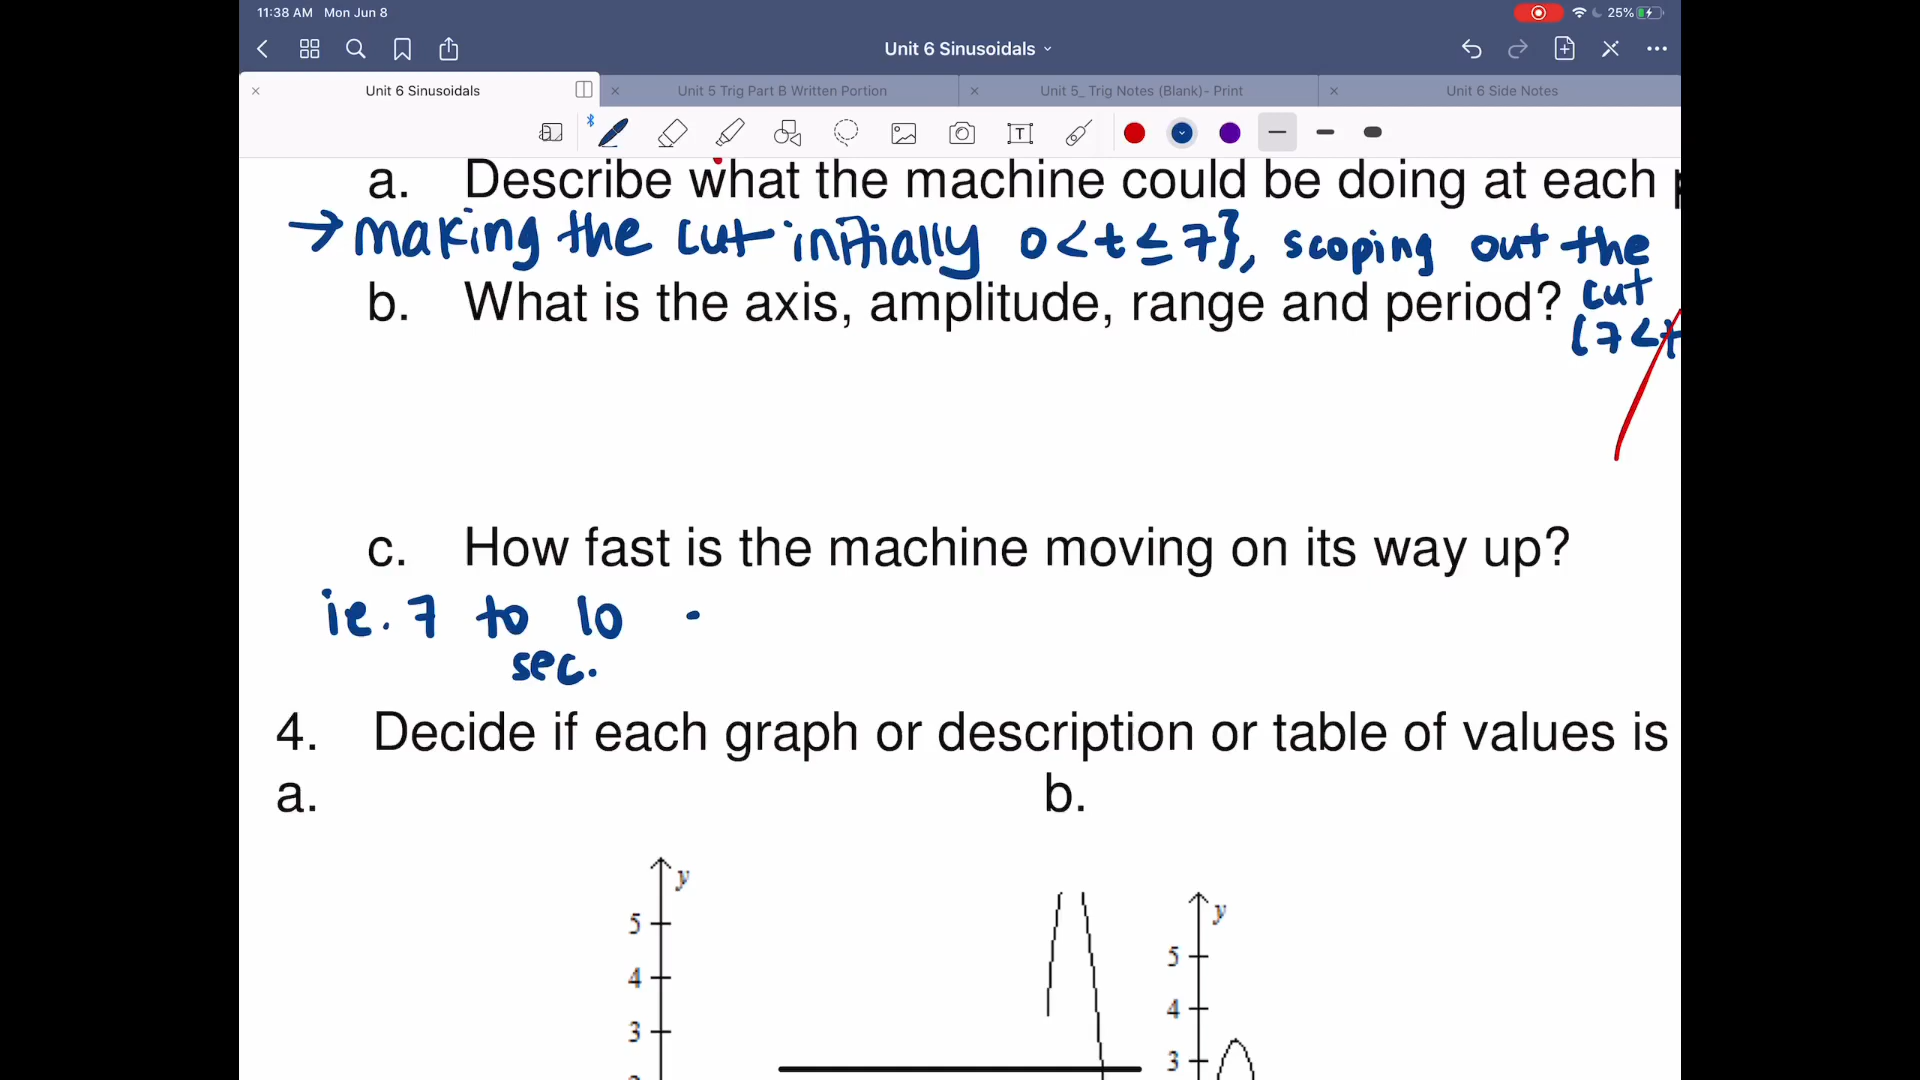 11:38 AM Mon Jun 8
25%
Unit 6 Sinusoidals
Unit 6 Sinusoidals
Unit 5 Trig Part B Written Portion
Unit 5_ Trig Notes (Blank)- Print
Unit 6 Side Notes
a. Describe what the machine could be doing at each
→ making the cut initially 0 < t ≤ 7}, scoping out the
cut
(7 < t
b. What is the axis, amplitude, range and period?
c. How fast is the machine moving on its way up?
ie. 7 to 10
sec.
4. Decide if each graph or description or table of values is
a. b.
y
5
4
3
y
5
4
3